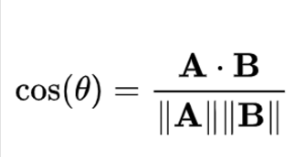 cos(θ) = A · B / ‖A‖‖B‖